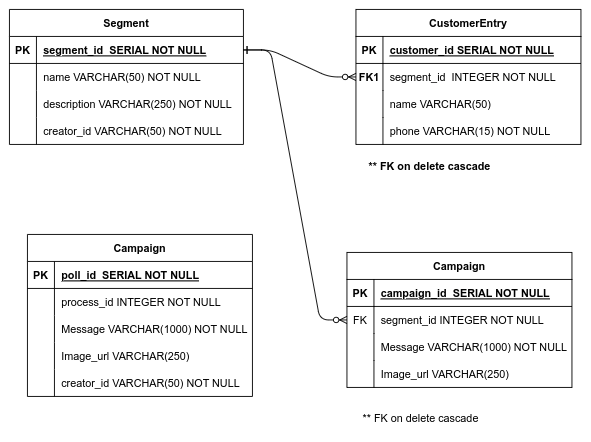 Segment
PK segment_id SERIAL NOT NULL
name VARCHAR(50) NOT NULL
description VARCHAR(250) NOT NULL
creator_id VARCHAR(50) NOT NULL
CustomerEntry
PK customer_id SERIAL NOT NULL
FK1 segment_id INTEGER NOT NULL
name VARCHAR(50)
phone VARCHAR(15) NOT NULL
** FK on delete cascade
Campaign
PK poll_id SERIAL NOT NULL
process_id INTEGER NOT NULL
Message VARCHAR(1000) NOT NULL
Image_url VARCHAR(250)
creator_id VARCHAR(50) NOT NULL
Campaign
PK campaign_id SERIAL NOT NULL
FK segment_id INTEGER NOT NULL
Message VARCHAR(1000) NOT NULL
Image_url VARCHAR(250)
** FK on delete cascade